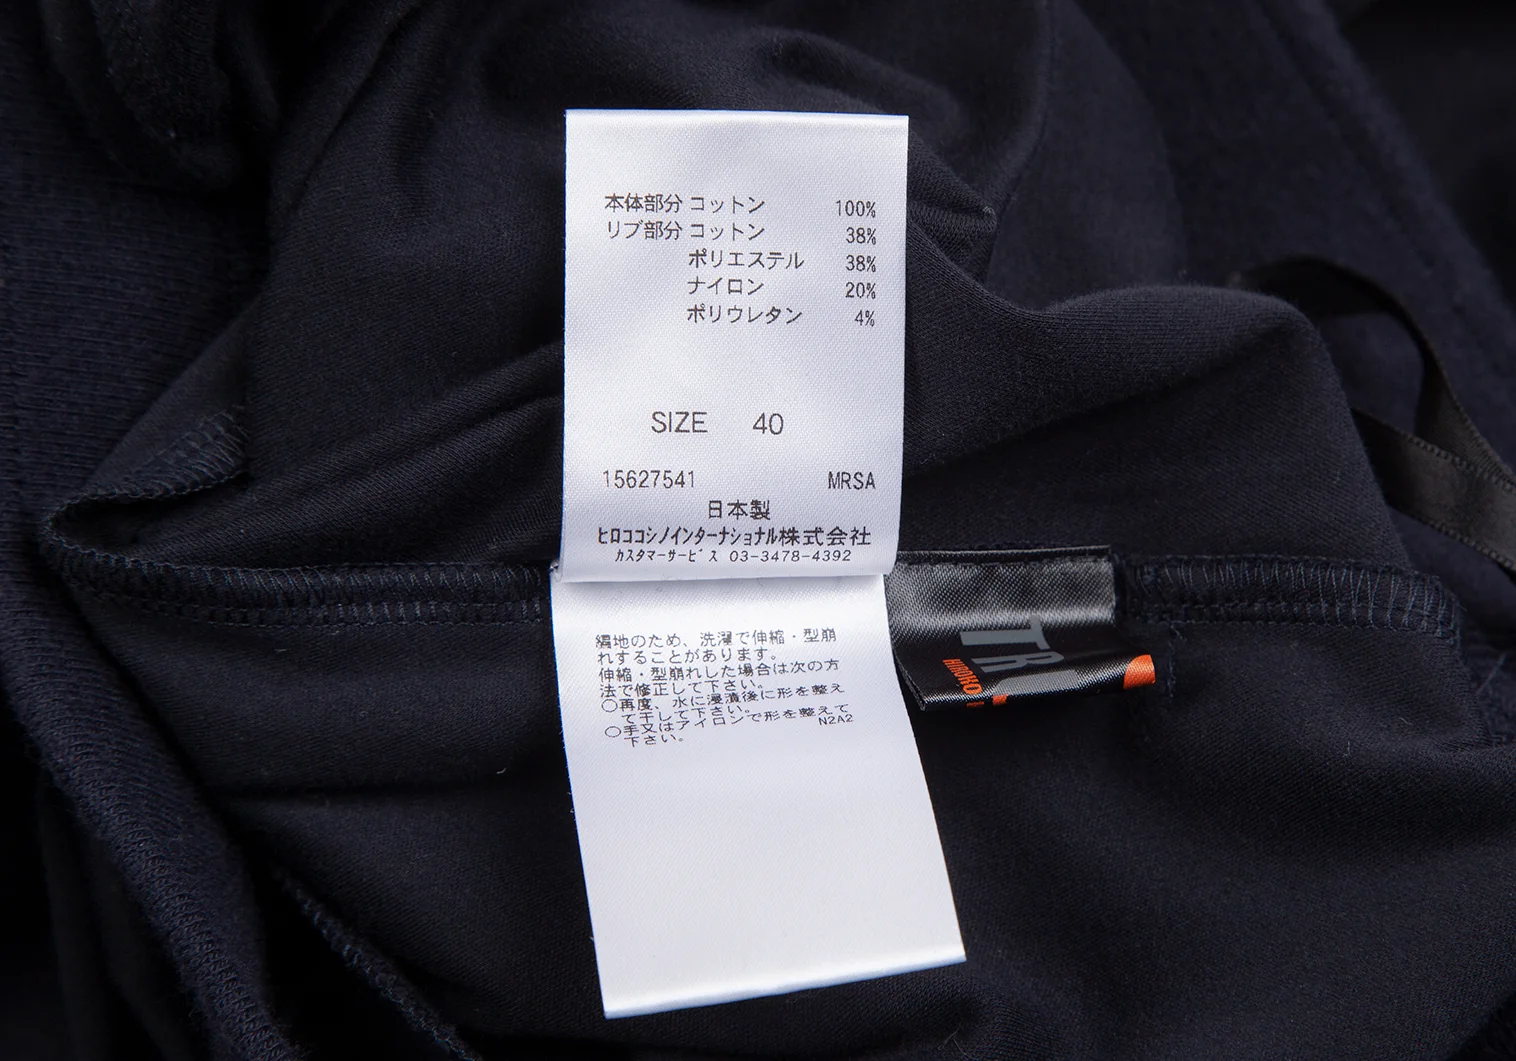 本体部分 コットン 100%
リブ部分 コットン 38%
ポリエステル 38%
ナイロン 20%
ポリウレタン 4%
SIZE 40
15627541 MRSA
日本製
ヒロココシノインターナショナル株式会社
カスタマーサービス 03-3478-4392
編地のため、洗濯で伸縮・型崩
れすることがあります。
伸縮・型崩れした場合は次の方
法で修正して下さい。
○再度、水に浸漬後に形を整え
て干して下さい。
○手又はアイロンで形を整えて
下さい。 N2A2
HIROKO